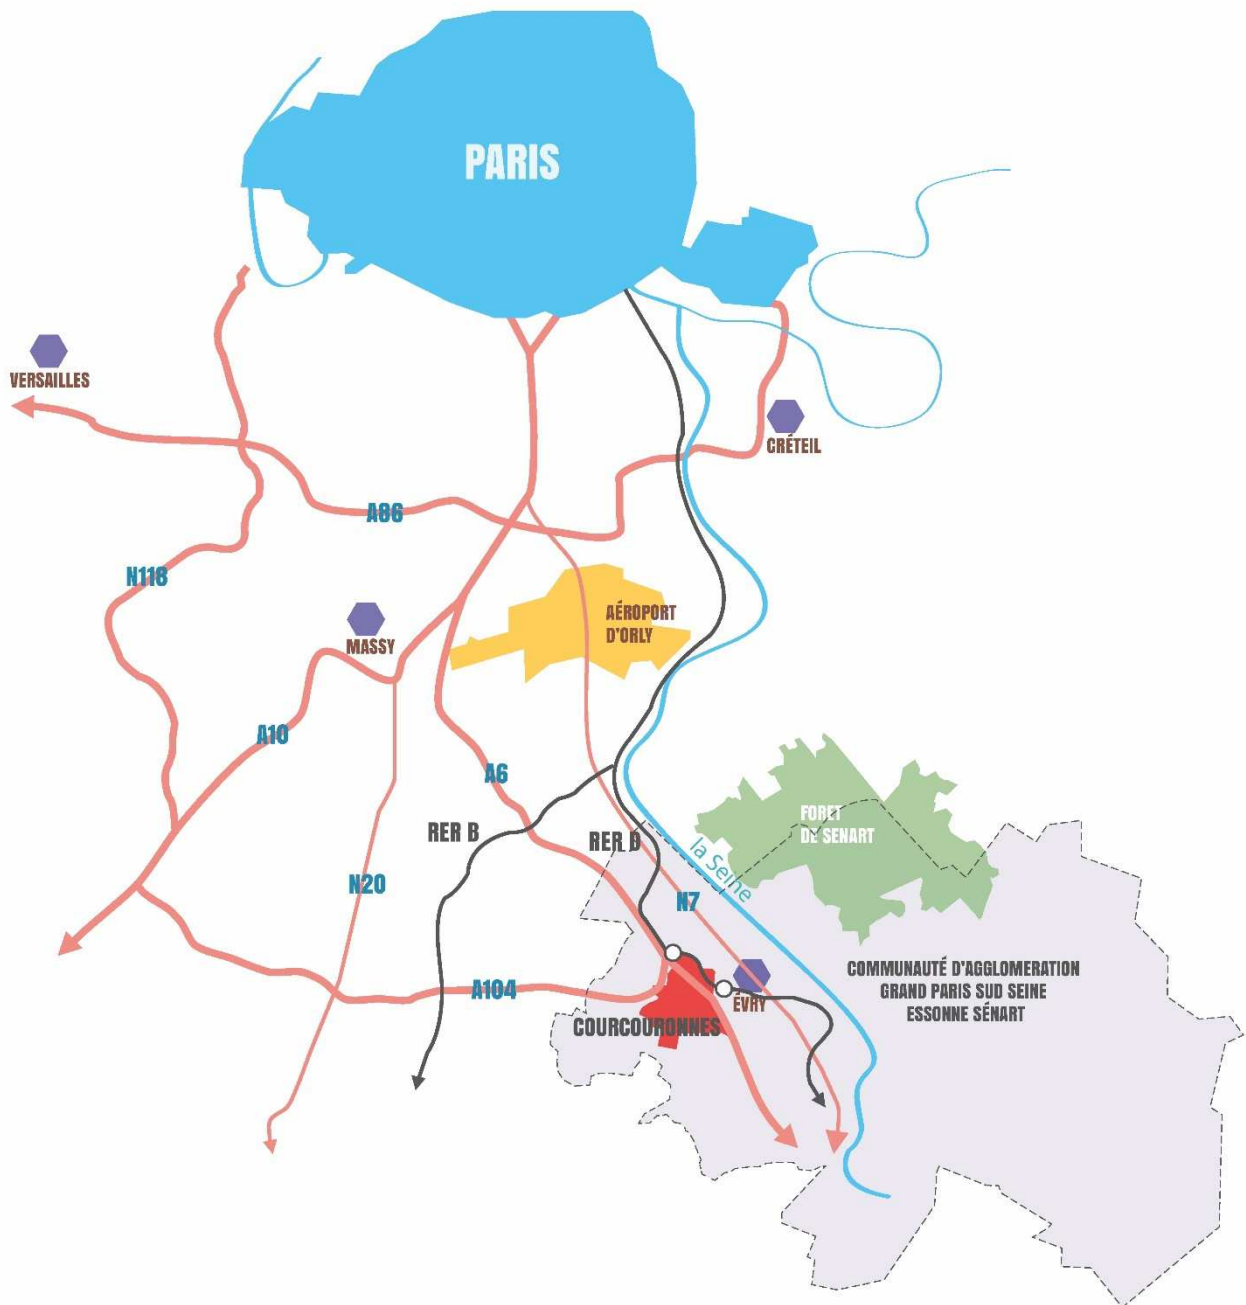 PARIS
VERSAILLES
CRÉTEIL
A86
N118
AÉROPORT
D'ORLY
MASSY
A10
A6
FORET
DE SENART
RER B
RER D
la Seine
N20
N7
COMMUNAUTÉ D'AGGLOMERATION
GRAND PARIS SUD SEINE
ESSONNE SÉNART
A104
ÉVRY
COURCOURONNES